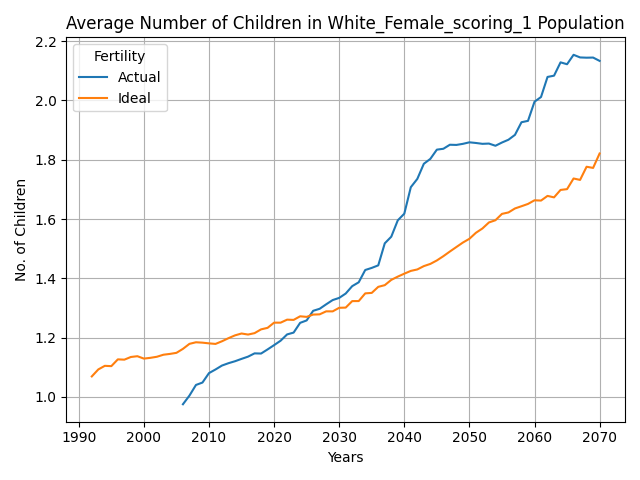 Average Number of Children in White_Female_scoring_1 Population
Fertility
Actual
Ideal
No. of Children
2.2
2.0
1.8
1.6
1.4
1.2
1.0
1990 2000 2010 2020 2030 2040 2050 2060 2070
Years